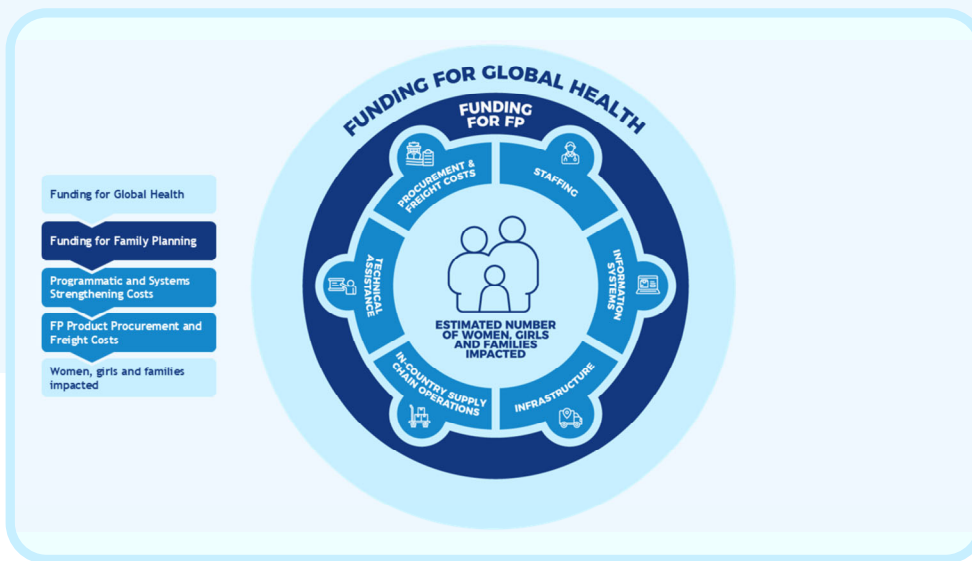 FUNDING FOR GLOBAL HEALTH
FUNDING
FOR FP
PROCUREMENT &
FREIGHT COSTS
STAFFING
Funding for Global Health
Funding for Family Planning
Programmatic and Systems
Strengthening Costs
FP Product Procurement and
Freight Costs
Women, girls and families
impacted
TECHNICAL
ASSISTANCE
INFORMATION
SYSTEMS
ESTIMATED NUMBER
OF WOMEN, GIRLS
AND FAMILIES
IMPACTED
IN-COUNTRY SUPPLY
CHAIN OPERATIONS
INFRASTRUCTURE